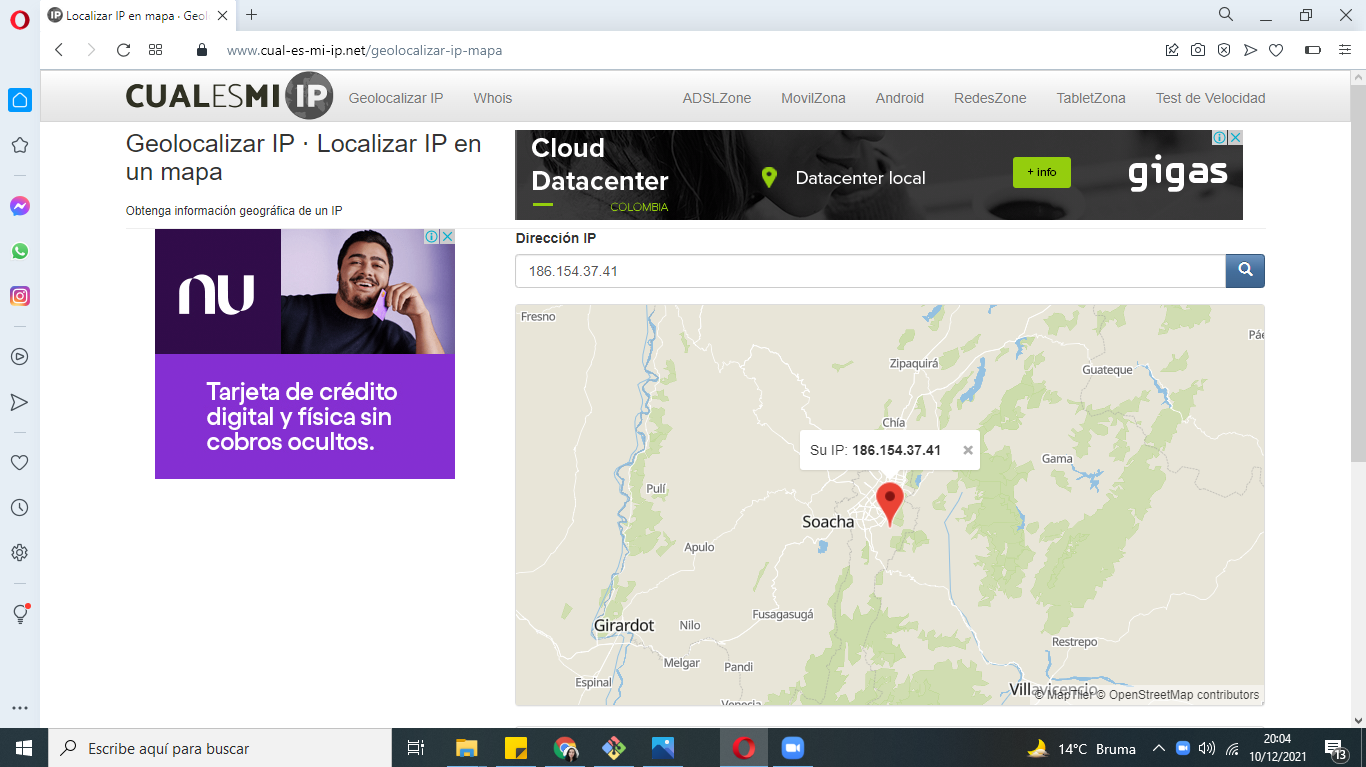 Localizar IP en mapa · Geol
www.cual-es-mi-ip.net/geolocalizar-ip-mapa
CUALESMI IP
Geolocalizar IP
Whois
ADSLZone
MovilZona
Android
RedesZone
TabletZona
Test de Velocidad
Geolocalizar IP · Localizar IP en
un mapa
Obtenga información geográfica de un IP
Cloud
Datacenter
COLOMBIA
Datacenter local
+ info
gigas
nu
Tarjeta de crédito
digital y física sin
cobros ocultos.
Dirección IP
186.154.37.41
Fresno
Páe
Zipaquirá
Guateque
Chía
Su IP: 186.154.37.41
Gama
Pulí
Soacha
Apulo
Fusagasugá
Girardot
Nilo
Restrepo
Melgar
Pandi
Espinal
Villavicencio
© MapTiler © OpenStreetMap contributors
Venecia
Escribe aquí para buscar
14°C Bruma
20:04
10/12/2021
13